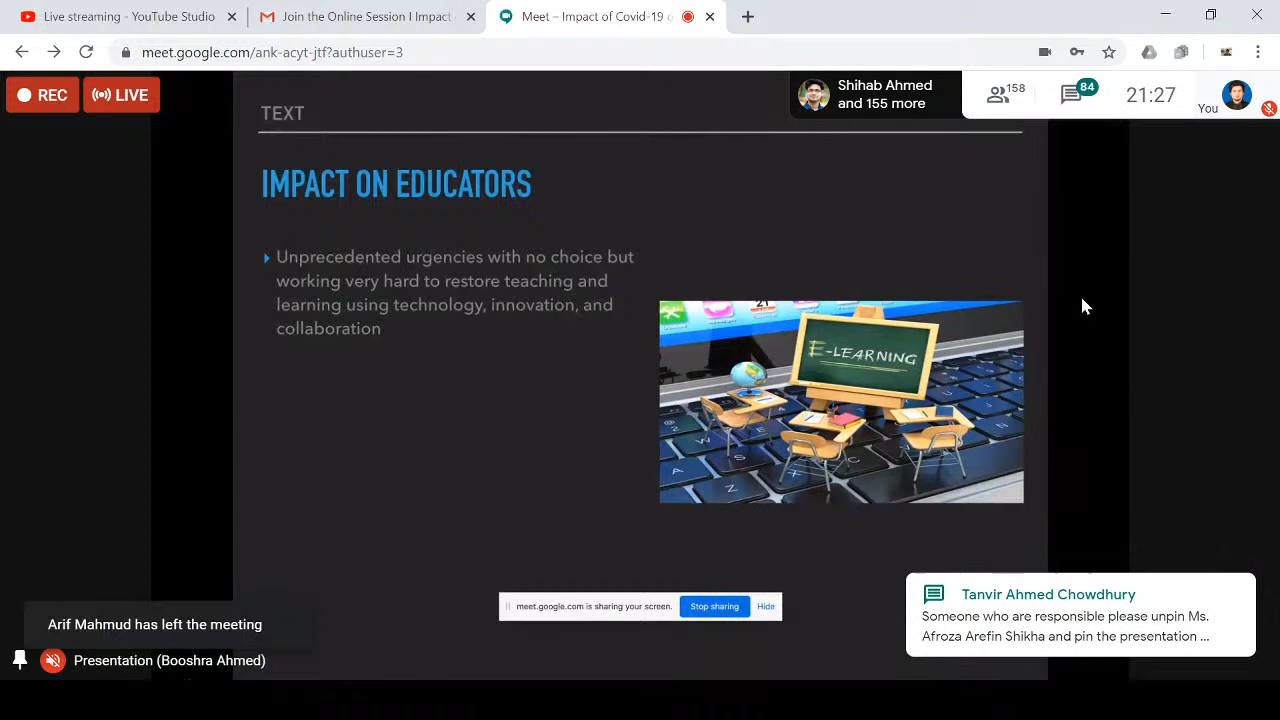 Live streaming - YouTube Studio
Join the Online Session I Impact
Meet – Impact of Covid-19 o
meet.google.com/ank-acyt-jtf?authuser=3
REC
LIVE
Shihab Ahmed
and 155 more
158
84
21:27
You
TEXT
IMPACT ON EDUCATORS
Unprecedented urgencies with no choice but
working very hard to restore teaching and
learning using technology, innovation, and
collaboration
21
E-LEARNING
W
E
A
S
Z
X
meet.google.com is sharing your screen.
Stop sharing
Hide
Tanvir Ahmed Chowdhury
Someone who are responsible please unpin Ms.
Afroza Arefin Shikha and pin the presentation ...
Arif Mahmud has left the meeting
Presentation (Booshra Ahmed)